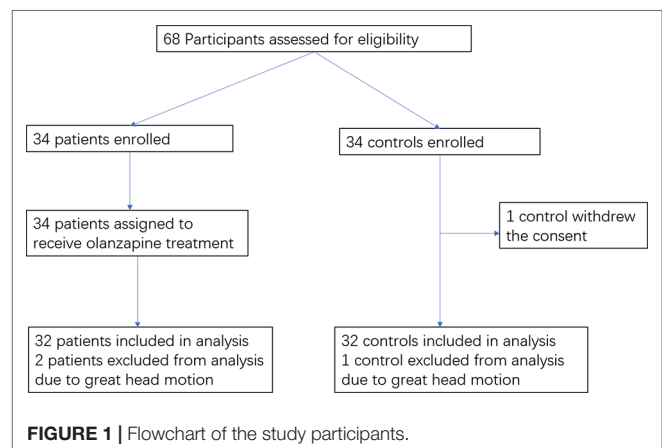 68 Participants assessed for eligibility
34 patients enrolled
34 controls enrolled
34 patients assigned to
receive olanzapine treatment
1 control withdrew
the consent
32 patients included in analysis
2 patients excluded from analysis
due to great head motion
32 controls included in analysis
1 control excluded from analysis
due to great head motion
FIGURE 1 | Flowchart of the study participants.